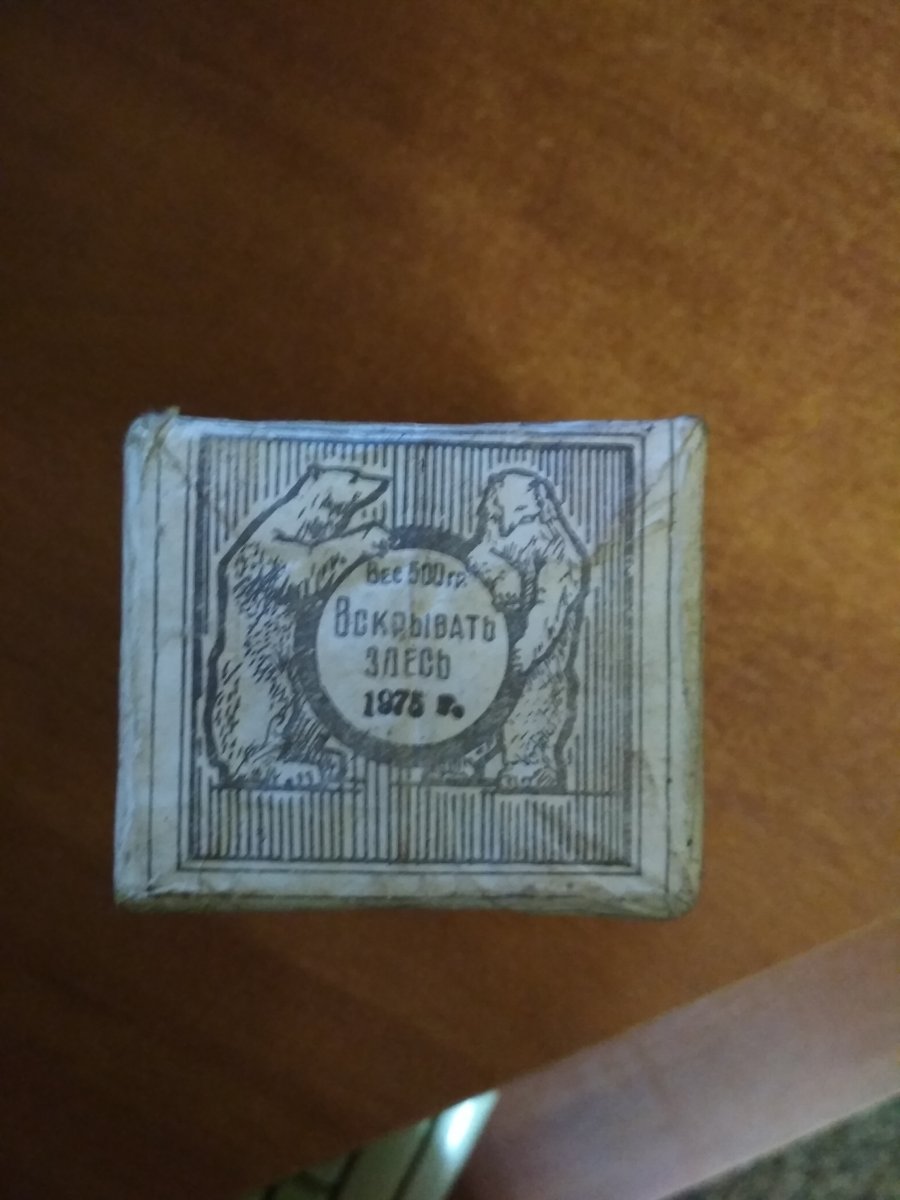 Вес 500 гр.
Вскрывать
здесь
1975 г.